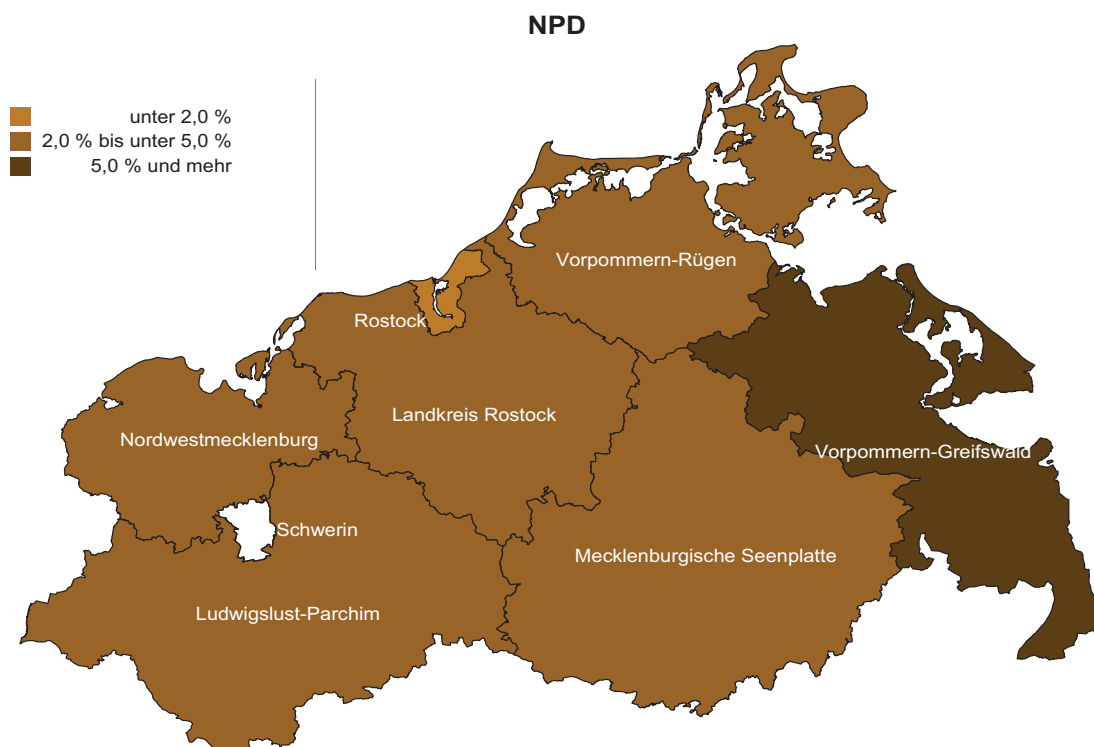 NPD
unter 2,0 %
2,0 % bis unter 5,0 %
5,0 % und mehr
Vorpommern-Rügen
Rostock
Landkreis Rostock
Nordwestmecklenburg
Vorpommern-Greifswald
Schwerin
Mecklenburgische Seenplatte
Ludwigslust-Parchim